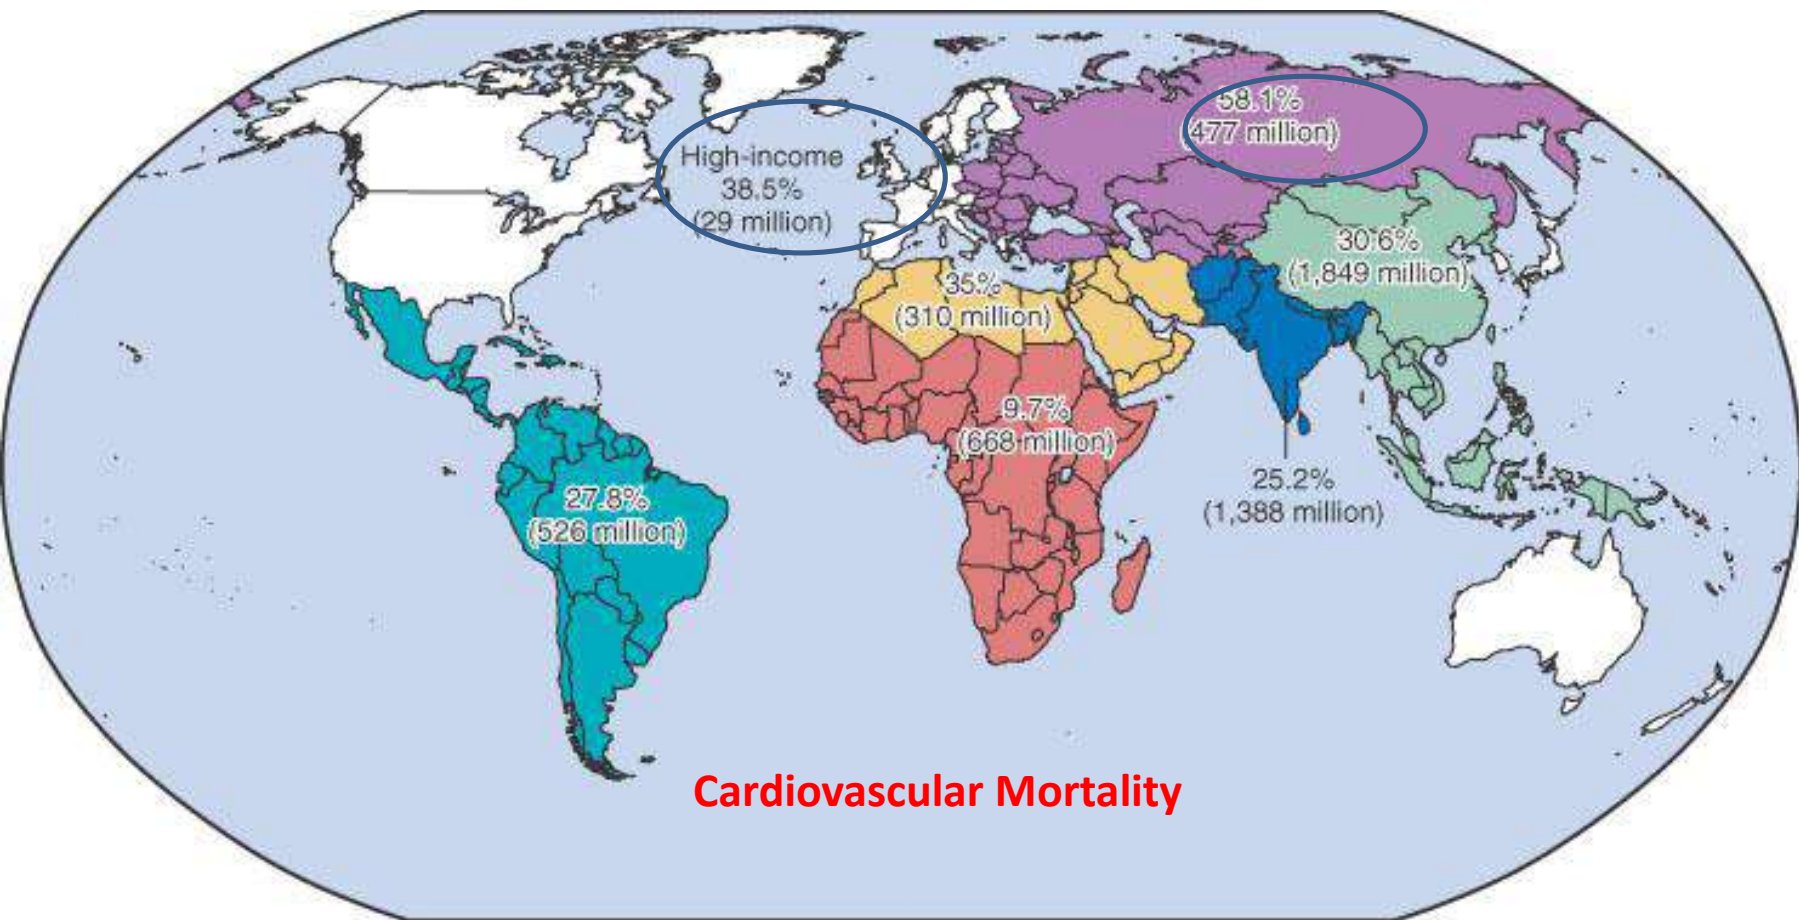 58.1%
(477 million)
High-income
38.5%
(29 million)
30.6%
(1,849 million)
35%
(310 million)
9.7%
(668 million)
25.2%
(1,388 million)
27.8%
(526 million)
Cardiovascular Mortality